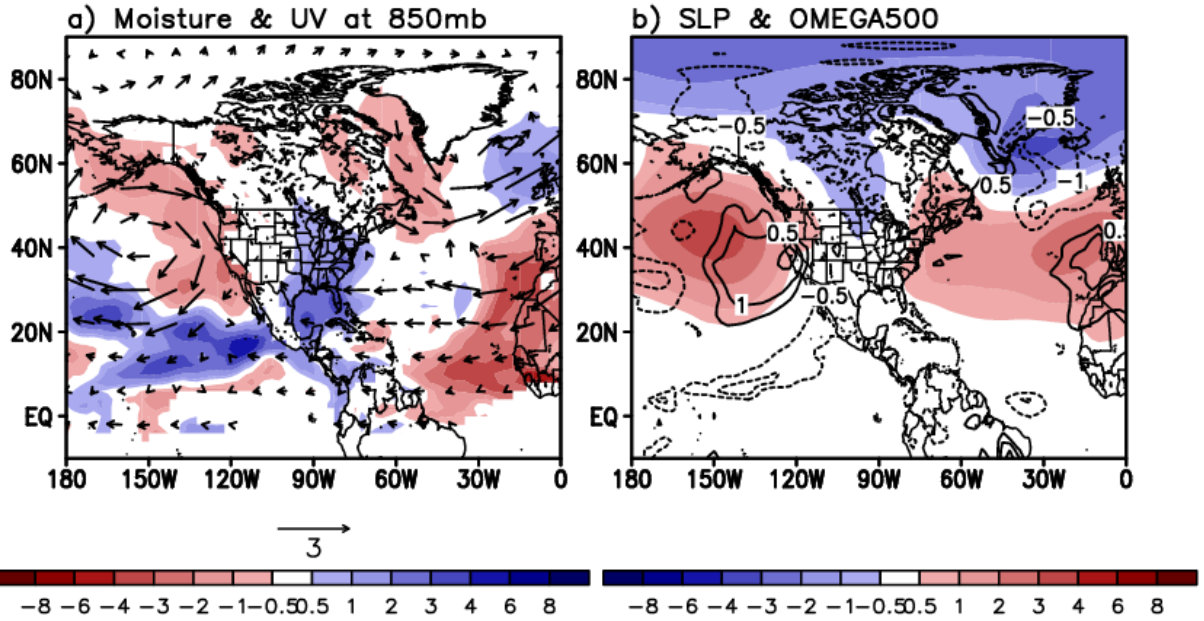 a) Moisture & UV at 850mb
b) SLP & OMEGA500
80N
60N
40N
20N
EQ
180 150W 120W 90W 60W 30W 0
3
-8 -6 -4 -3 -2 -1 -0.5 0.5 1 2 3 4 6 8
80N
60N
40N
20N
EQ
-0.5
-0.5
0.5
-1
0.5
1
-0.5
180 150W 120W 90W 60W 30W 0
-8 -6 -4 -3 -2 -1 -0.5 0.5 1 2 3 4 6 8